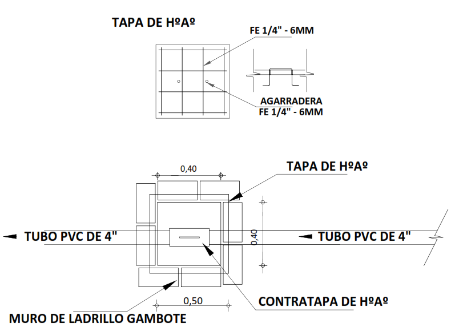 TAPA DE HºAº
FE 1/4" - 6MM
AGARRADERA
FE 1/4" - 6MM
0,40
TAPA DE HºAº
TUBO PVC DE 4"
0,40
TUBO PVC DE 4"
0,50
CONTRATAPA DE HºAº
MURO DE LADRILLO GAMBOTE